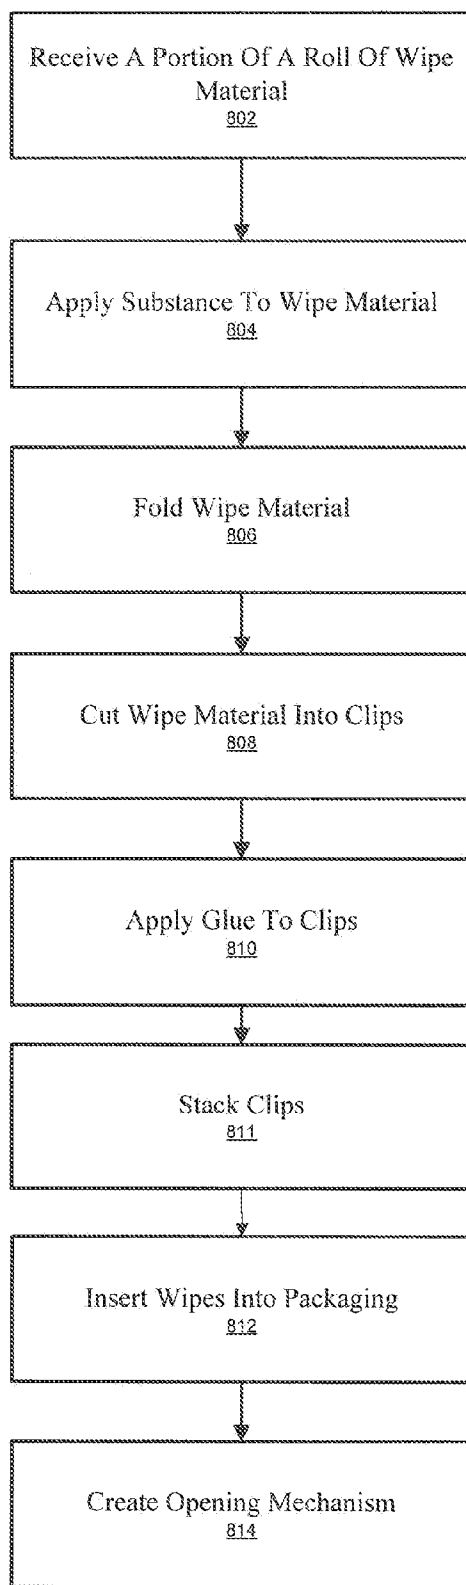 Receive A Portion Of A Roll Of Wipe
Material
802
Apply Substance To Wipe Material
804
Fold Wipe Material
806
Cut Wipe Material Into Clips
808
Apply Glue To Clips
810
Stack Clips
811
Insert Wipes Into Packaging
812
Create Opening Mechanism
814